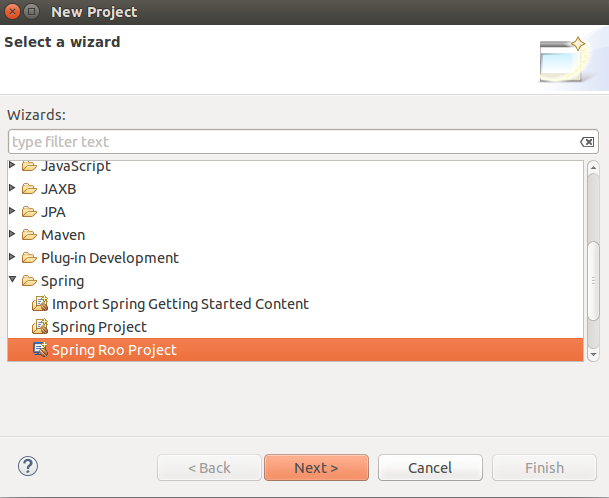 New Project
Select a wizard
Wizards:
type filter text
JavaScript
JAXB
JPA
Maven
Plug-in Development
Spring
Import Spring Getting Started Content
Spring Project
Spring Roo Project
?
< Back
Next >
Cancel
Finish